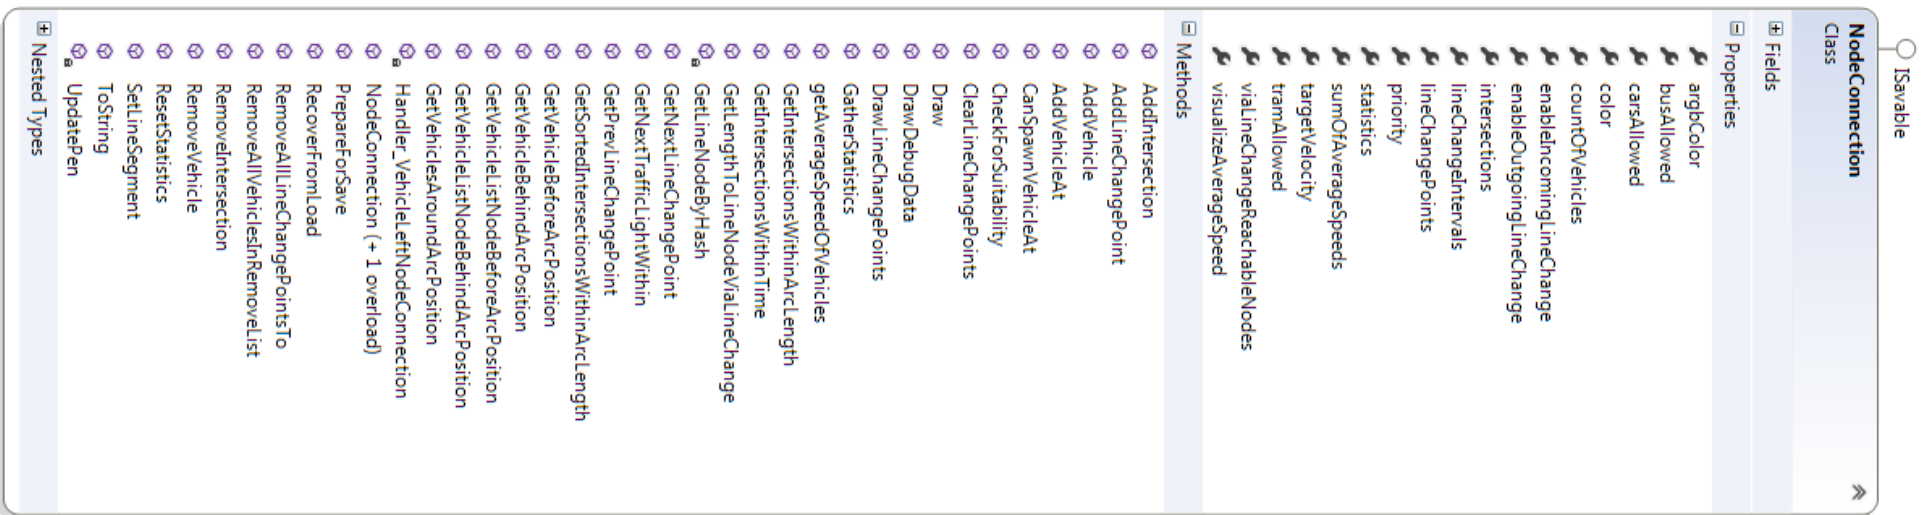 ISavable
NodeConnection
Class
Fields
Properties
argbColor
busAllowed
carsAllowed
color
countOfVehicles
enableIncomingLineChange
enableOutgoingLineChange
intersections
lineChangeIntervals
lineChangePoints
priority
statistics
sumOfAverageSpeeds
targetVelocity
tramAllowed
viaLineChangeReachableNodes
visualizeAverageSpeed
Methods
AddIntersection
AddLineChangePoint
AddVehicle
AddVehicleAt
CanSpawnVehicleAt
CheckForSuitability
ClearLineChangePoints
Draw
DrawDebugData
DrawLineChangePoints
GatherStatistics
getAverageSpeedOfVehicles
GetIntersectionsWithinArcLength
GetIntersectionsWithinTime
GetLengthToLineNodeViaLineChange
GetLineNodeByHash
GetNextLineChangePoint
GetNextTrafficLightWithin
GetPrevLineChangePoint
GetSortedIntersectionsWithinArcLength
GetVehicleBeforeArcPosition
GetVehicleBehindArcPosition
GetVehicleListNodeBeforeArcPosition
GetVehicleListNodeBehindArcPosition
GetVehiclesAroundArcPosition
Handler_VehicleLeftNodeConnection
NodeConnection (+ 1 overload)
PrepareForSave
RecoverFromLoad
RemoveAllLineChangePointsTo
RemoveAllVehiclesInRemoveList
RemoveIntersection
RemoveVehicle
ResetStatistics
SetLineSegment
ToString
UpdatePen
Nested Types